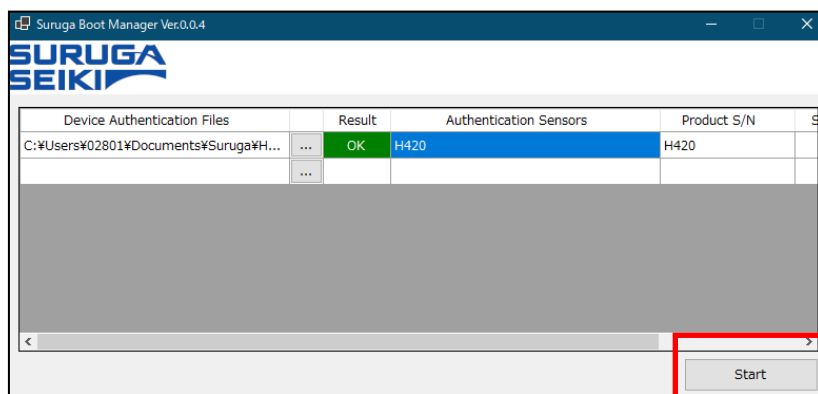 Suruga Boot Manager Ver.0.0.4
SURUGA
SEIKI
Device Authentication Files Result Authentication Sensors Product S/N S
C:¥Users¥02801¥Documents¥Suruga¥H... ... OK H420 H420
...
Start